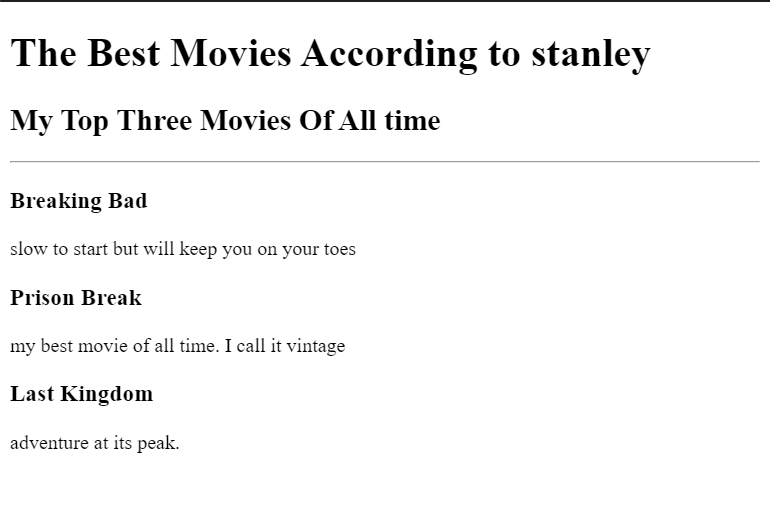 The Best Movies According to stanley
My Top Three Movies Of All time
Breaking Bad
slow to start but will keep you on your toes
Prison Break
my best movie of all time. I call it vintage
Last Kingdom
adventure at its peak.